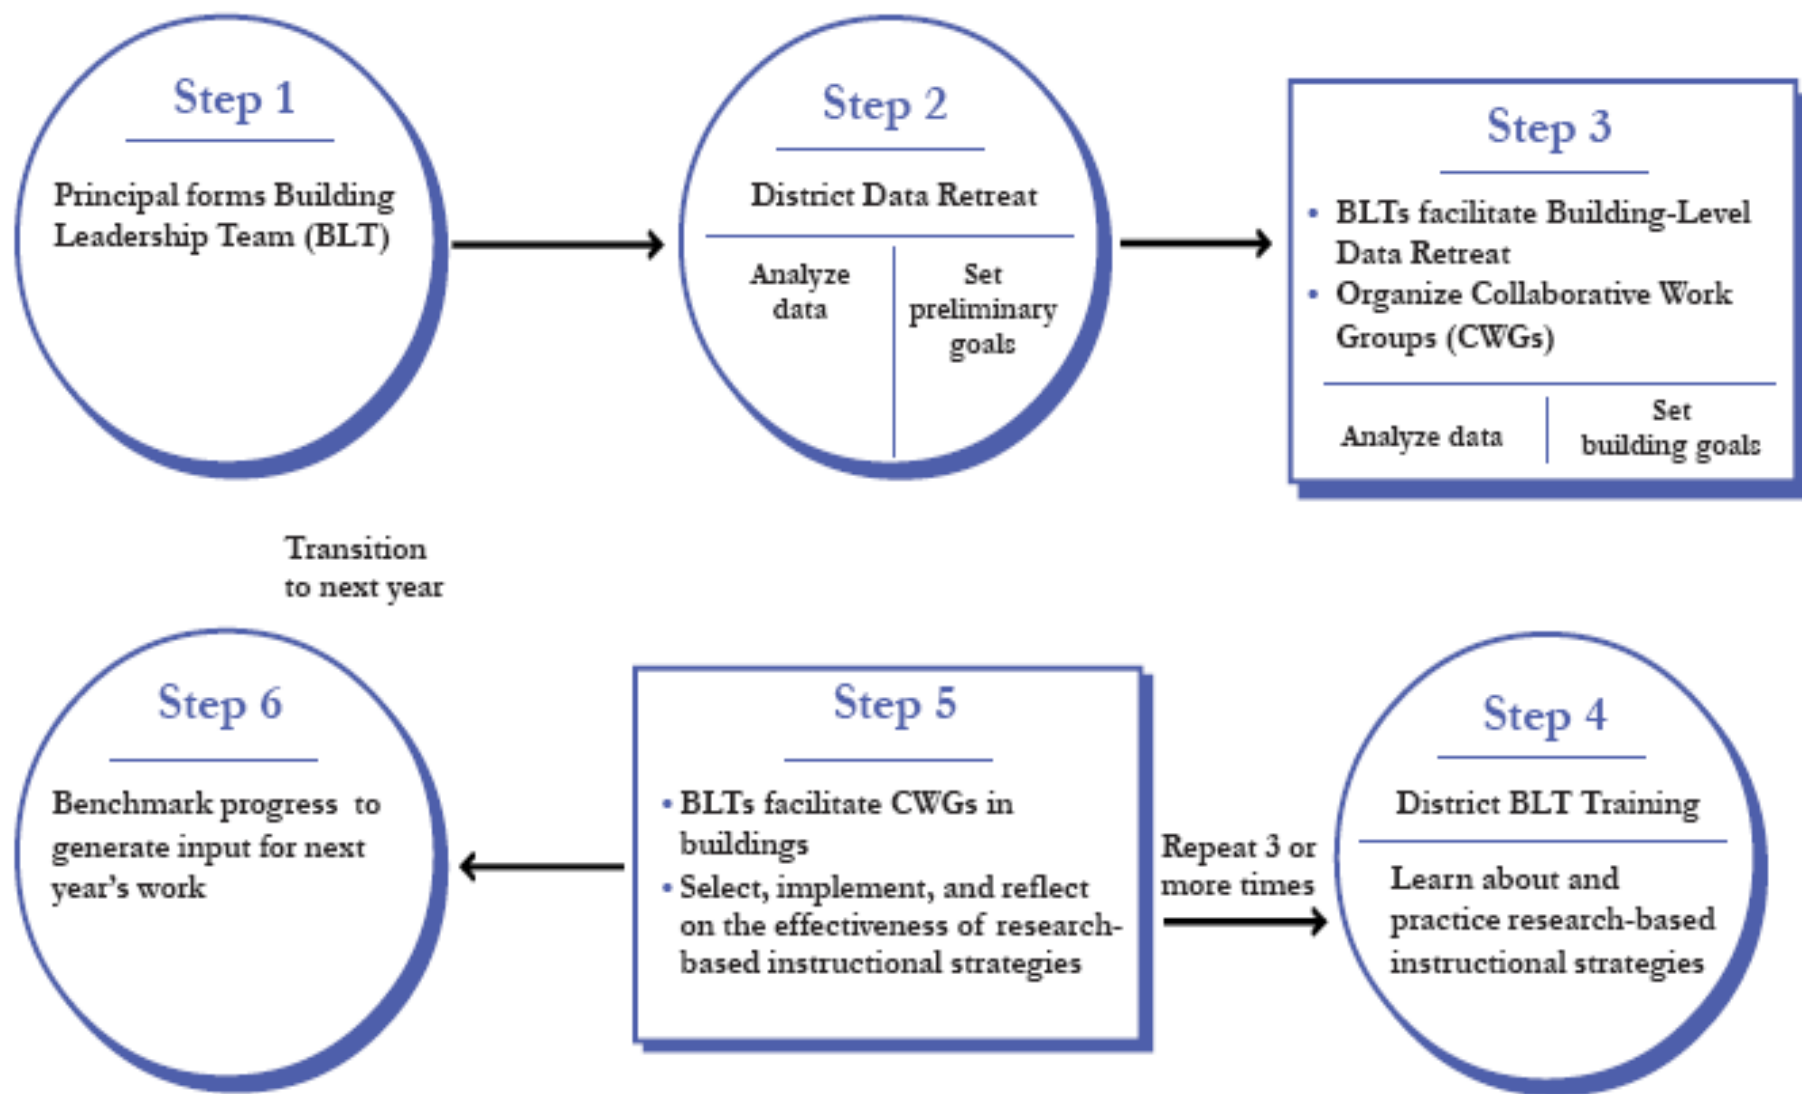 Step 1
Principal forms Building
Leadership Team (BLT)
Step 2
District Data Retreat
Analyze
data
Set
preliminary
goals
Step 3
• BLTs facilitate Building-Level
Data Retreat
• Organize Collaborative Work
Groups (CWGs)
Analyze data
Set
building goals
Transition
to next year
Step 6
Benchmark progress to
generate input for next
year's work
Step 5
• BLTs facilitate CWGs in
buildings
• Select, implement, and reflect
on the effectiveness of research-
based instructional strategies
Repeat 3 or
more times
Step 4
District BLT Training
Learn about and
practice research-based
instructional strategies